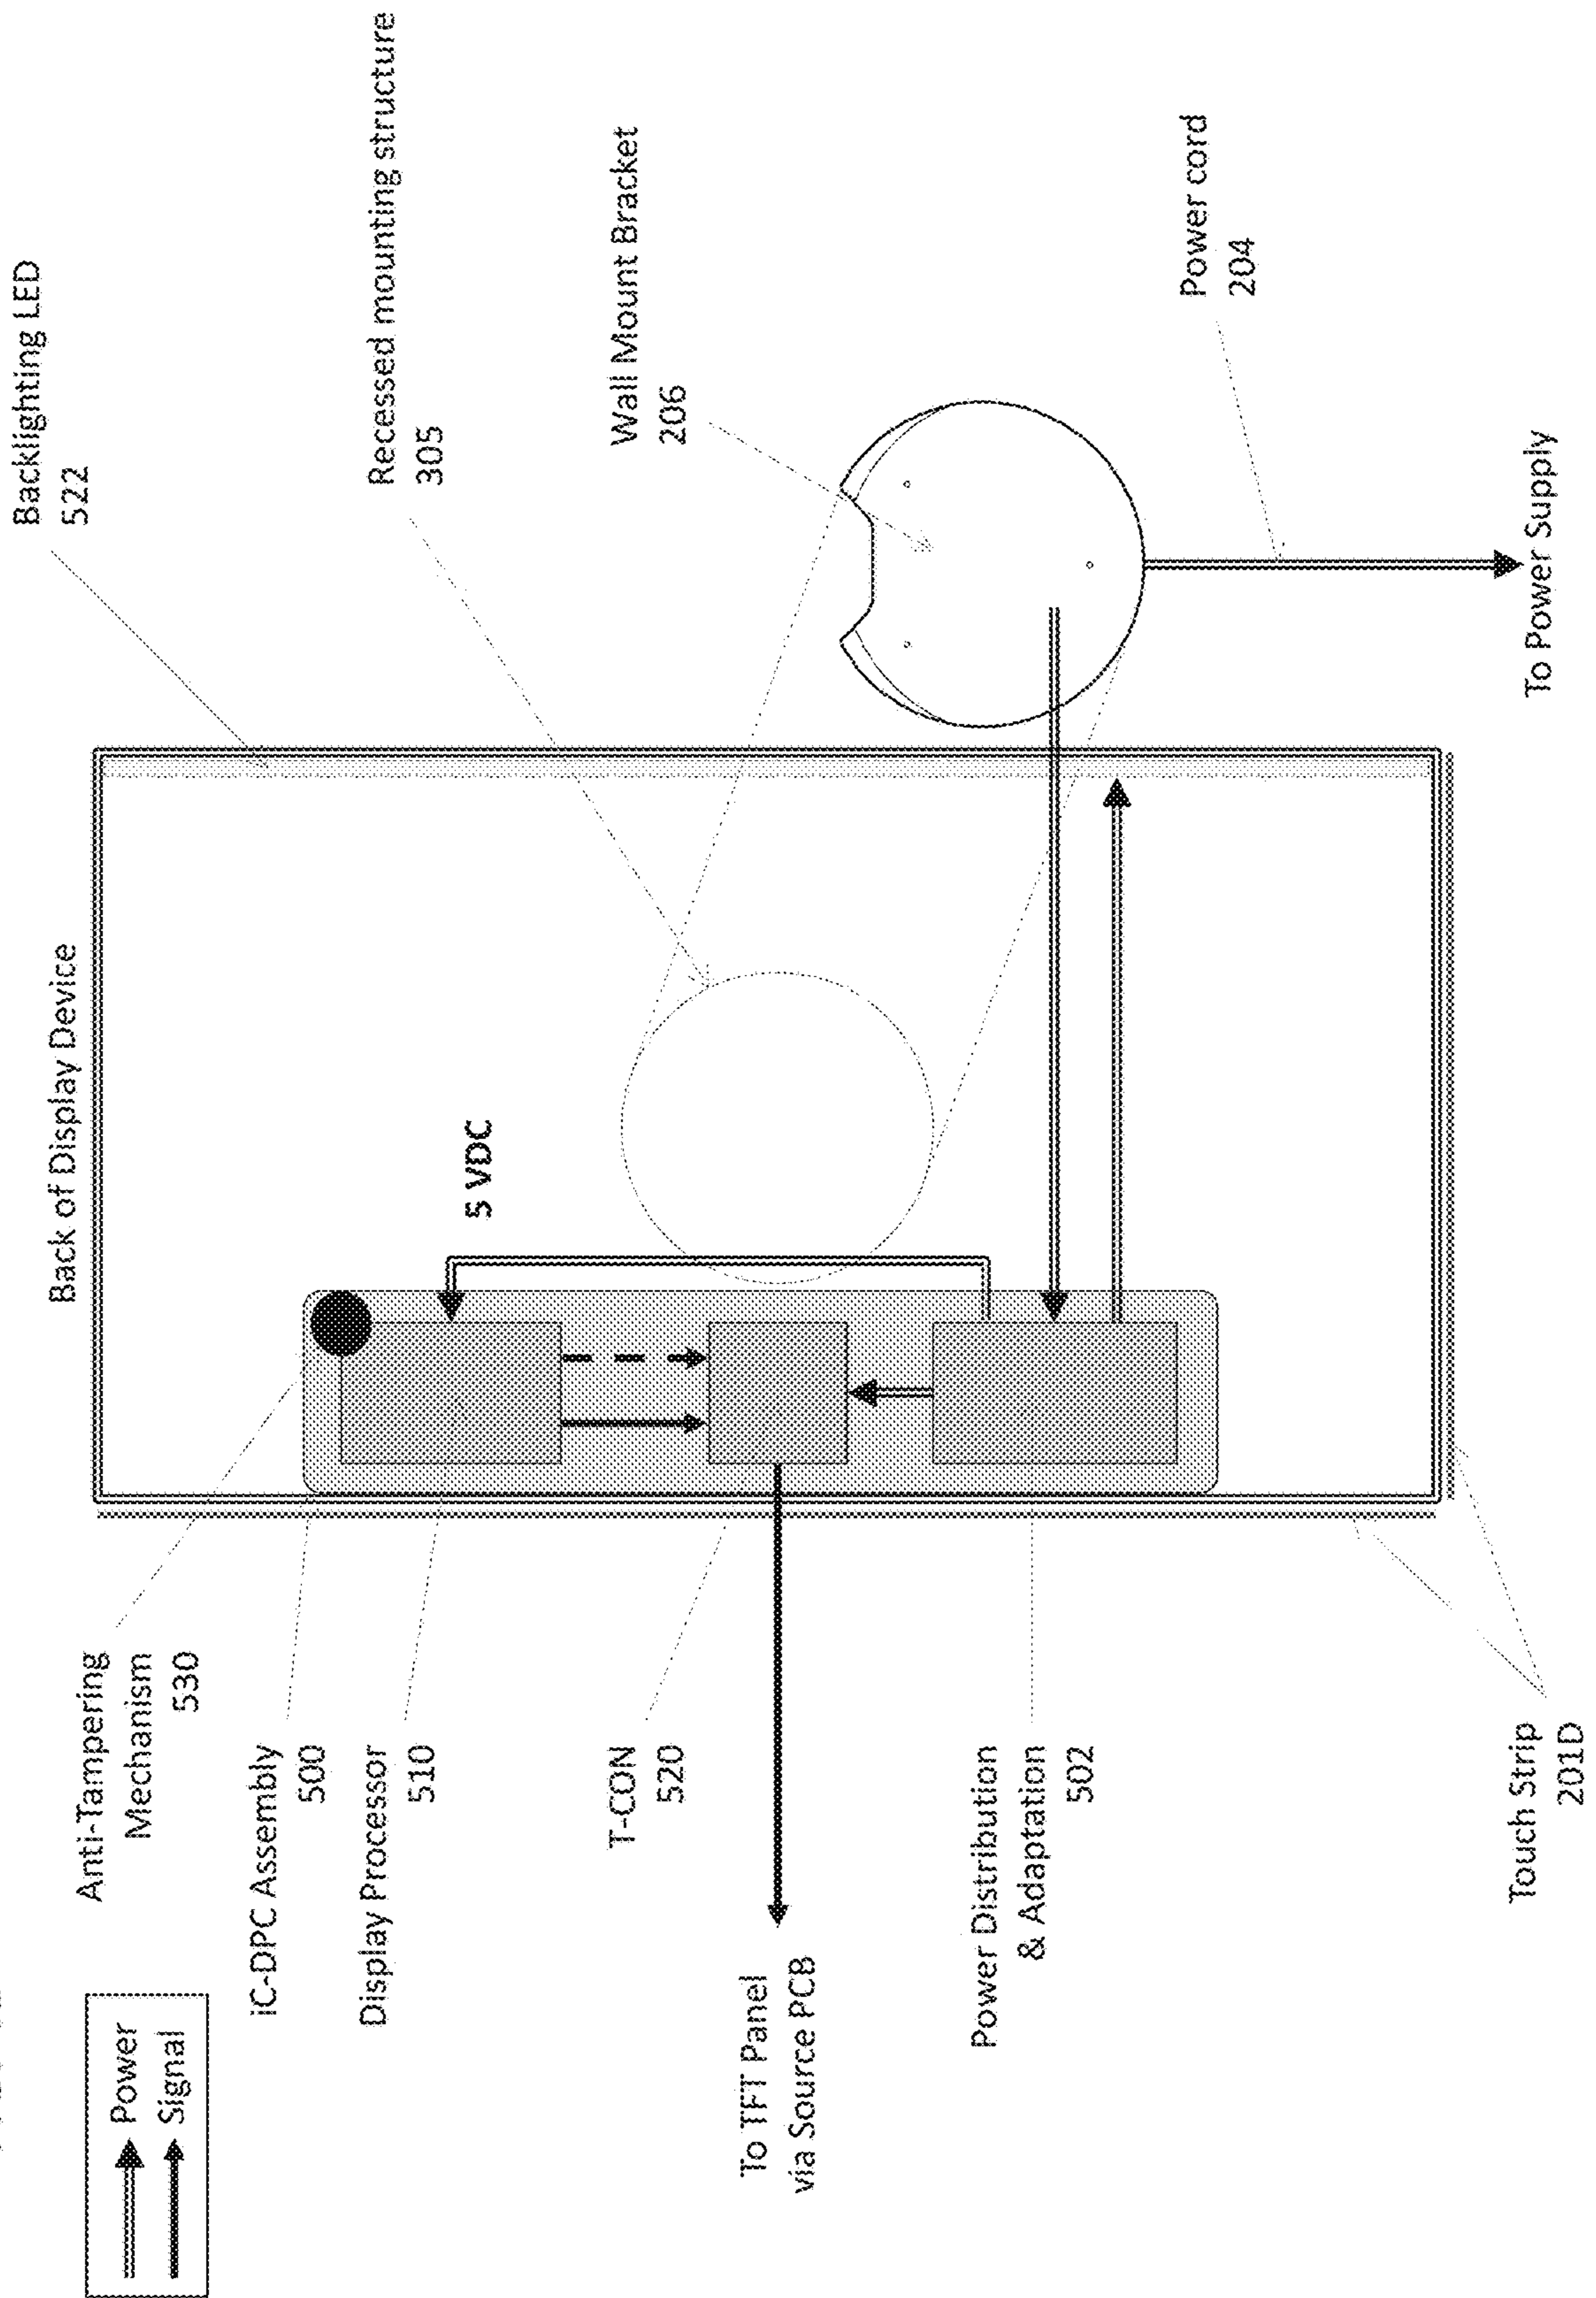 Power
Signal
Back of Display Device
Backlighting LED
522
Anti-Tampering
Mechanism
530
iC-DPC Assembly
500
Display Processor
510
Recessed mounting structure
305
5 VDC
T-CON
520
Wall Mount Bracket
206
To TFT Panel
via Source PCB
Power Distribution
& Adaptation
502
Power cord
204
Touch Strip
201D
To Power Supply